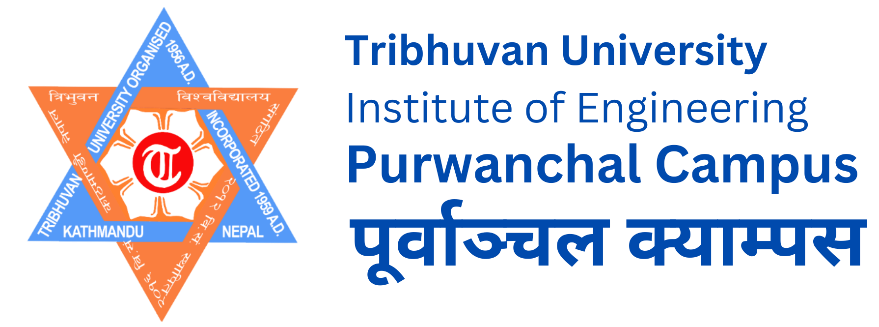 TRIBHUVAN UNIVERSITY ORGANISED 1956 A.D.
INCORPORATED 1959 A.D.
KATHMANDU NEPAL
त्रिभुवन विश्वविद्यालय
T
Tribhuvan University
Institute of Engineering
Purwanchal Campus
पूर्वाञ्चल क्याम्पस